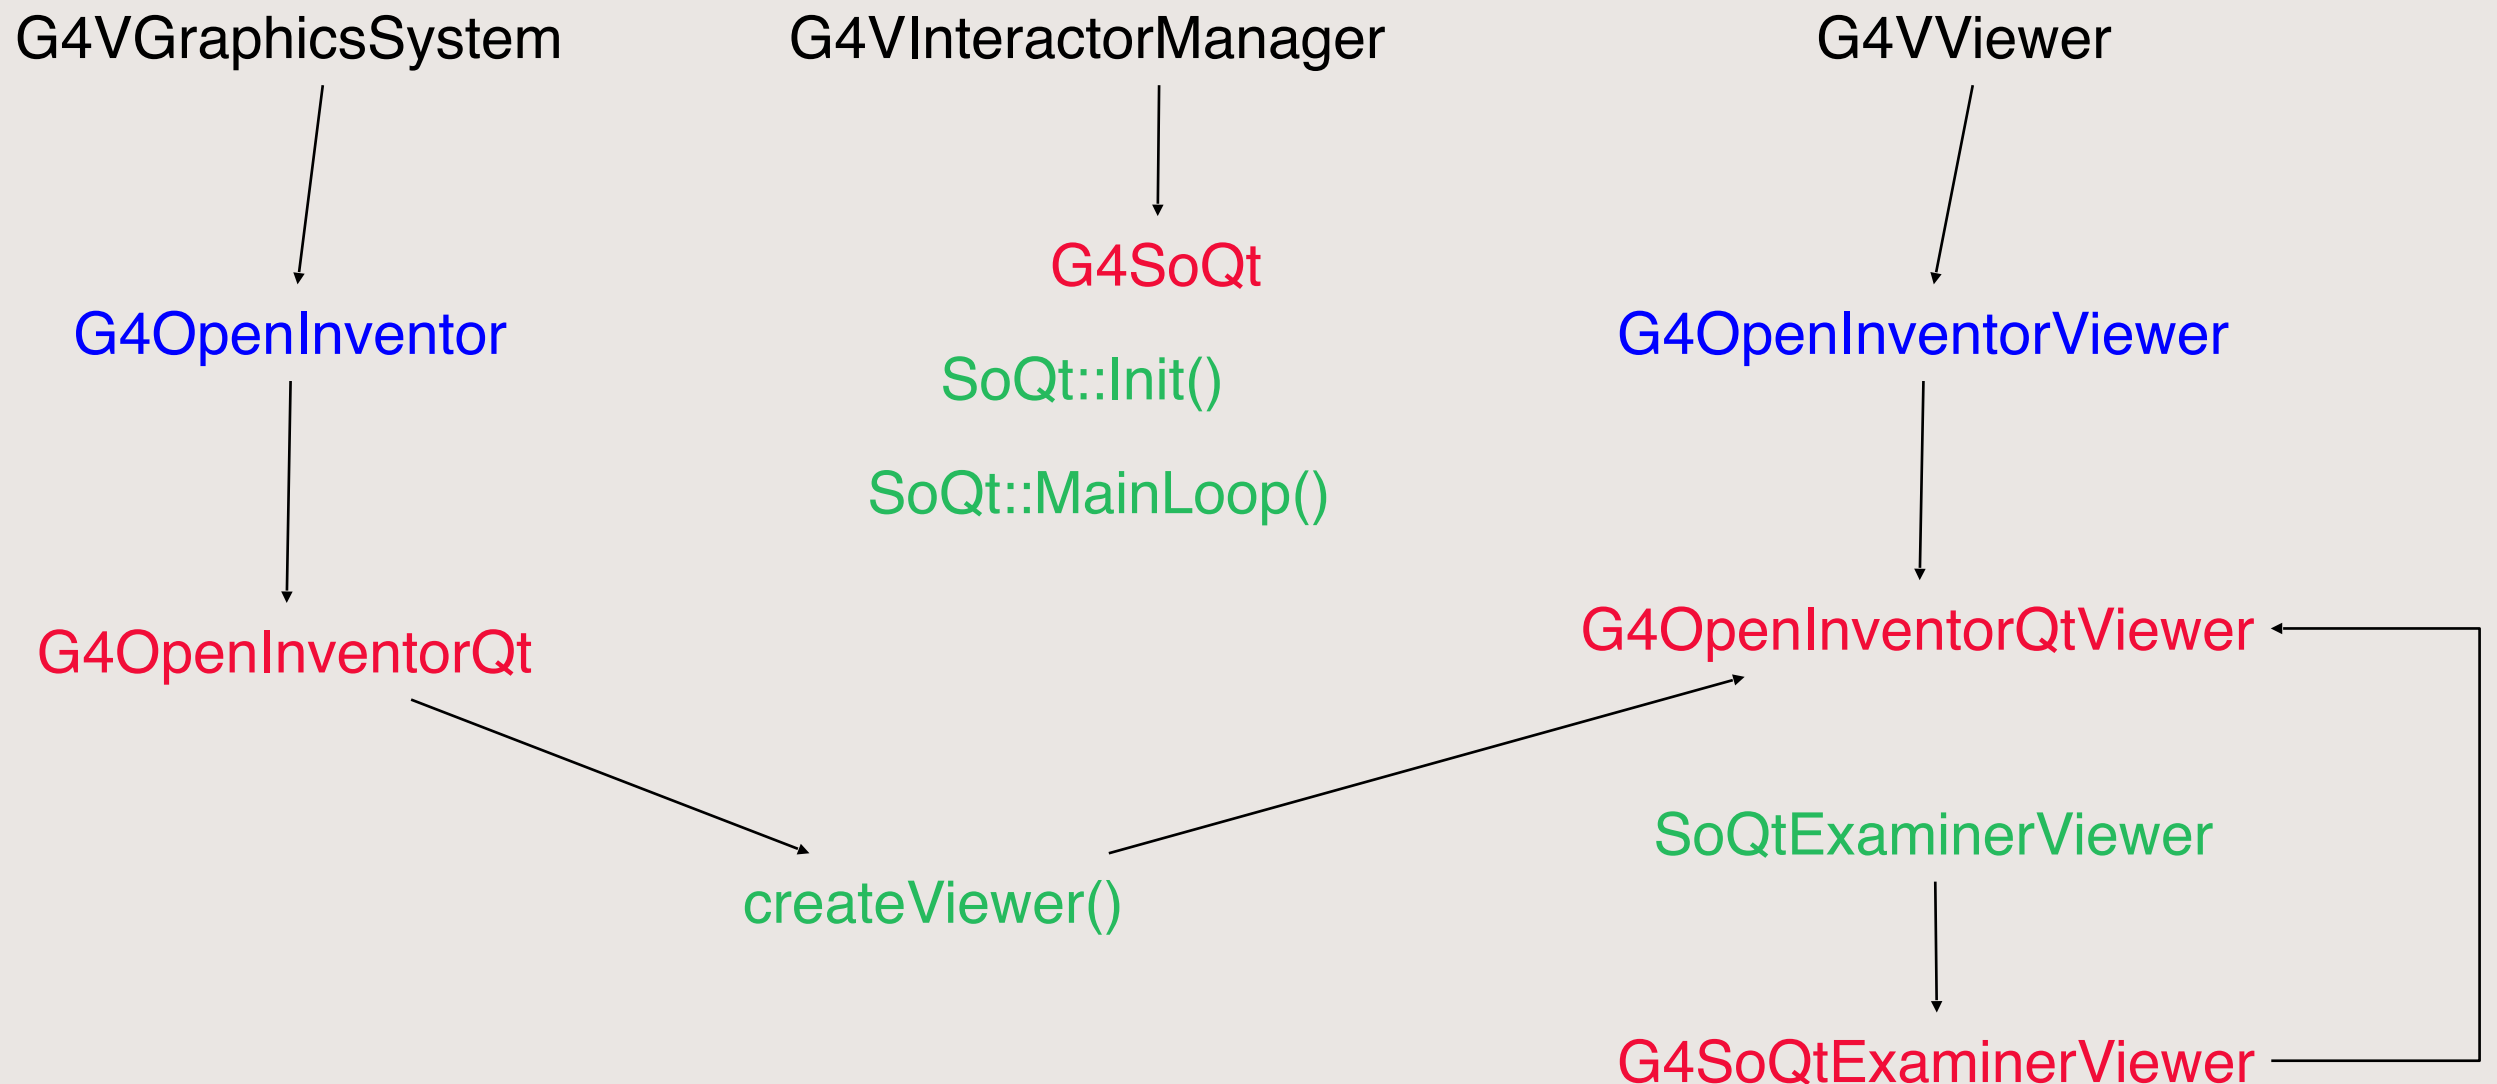 G4VGraphicsSystem
G4VInteractorManager
G4VViewer
G4SoQt
G4OpenInventor
G4OpenInventorViewer
SoQt::Init()
SoQt::MainLoop()
G4OpenInventorQt
G4OpenInventorQtViewer
SoQtExaminerViewer
createViewer()
G4SoQtExaminerViewer